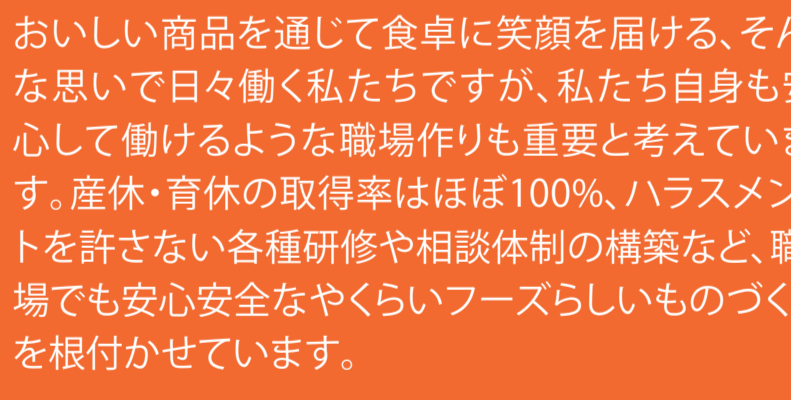 おいしい商品を通じて食卓に笑顔を届ける、そん
な思いで日々働く私たちですが、私たち自身も安
心して働けるような職場作りも重要と考えていま
す。産休・育休の取得率はほぼ100%、ハラスメン
トを許さない各種研修や相談体制の構築など、職
場でも安心安全なやくらいフーズらしいものづく
を根付かせています。